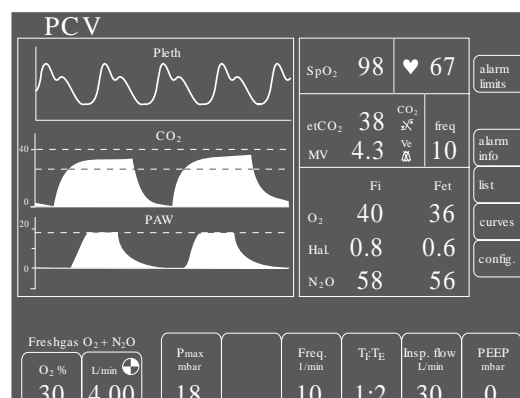 PCV
Pleth
CO₂
40
0
PAW
20
0
SpO₂ 98 ♥ 67
etCO₂ 38 CO₂ freq
MV 4.3 Ve 10
Fi Fet
O₂ 40 36
Hal. 0.8 0.6
N₂O 58 56
alarm
limits
alarm
info
list
curves
config.
Freshgas O₂ + N₂O
O₂ % L/min
30 4.00
Pmax
mbar
18
Freq.
1/min
10
TI:TE
1:2
Insp. flow
L/min
30
PEEP
mbar
0